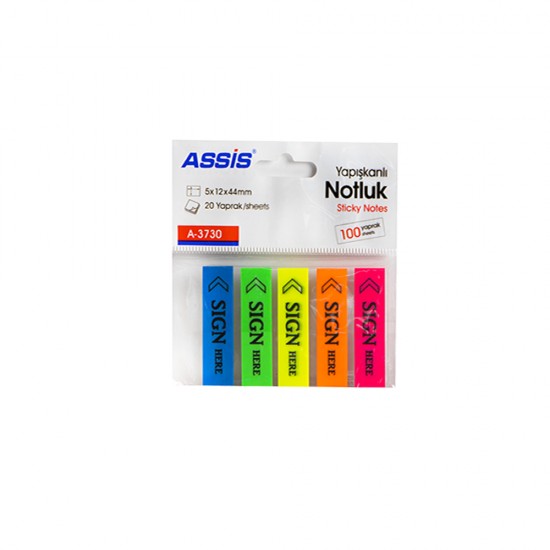 ASSiS®
Yapışkanlı
Notluk
Sticky Notes
5x12x44mm
20 Yaprak/sheets
100 yaprak
sheets
A-3730
SIGN HERE
SIGN HERE
SIGN HERE
SIGN HERE
SIGN HERE